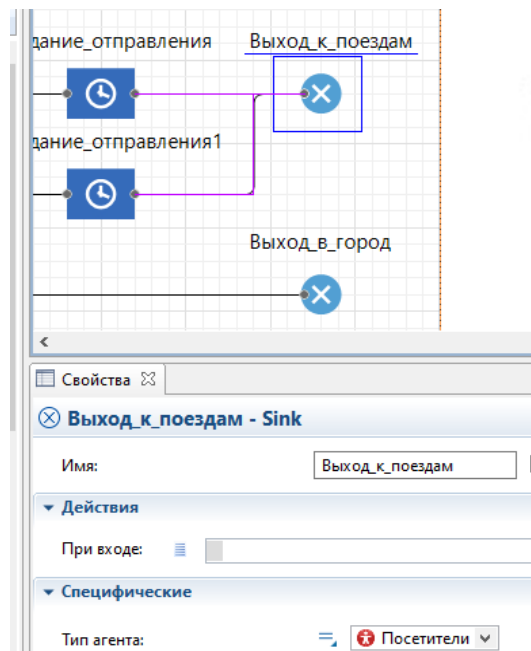 дание_отправления Выход_к_поездам
дание_отправления1
Выход_в_город
Свойства
Выход_к_поездам - Sink
Имя: Выход_к_поездам
Действия
При входе:
Специфические
Тип агента: Посетители